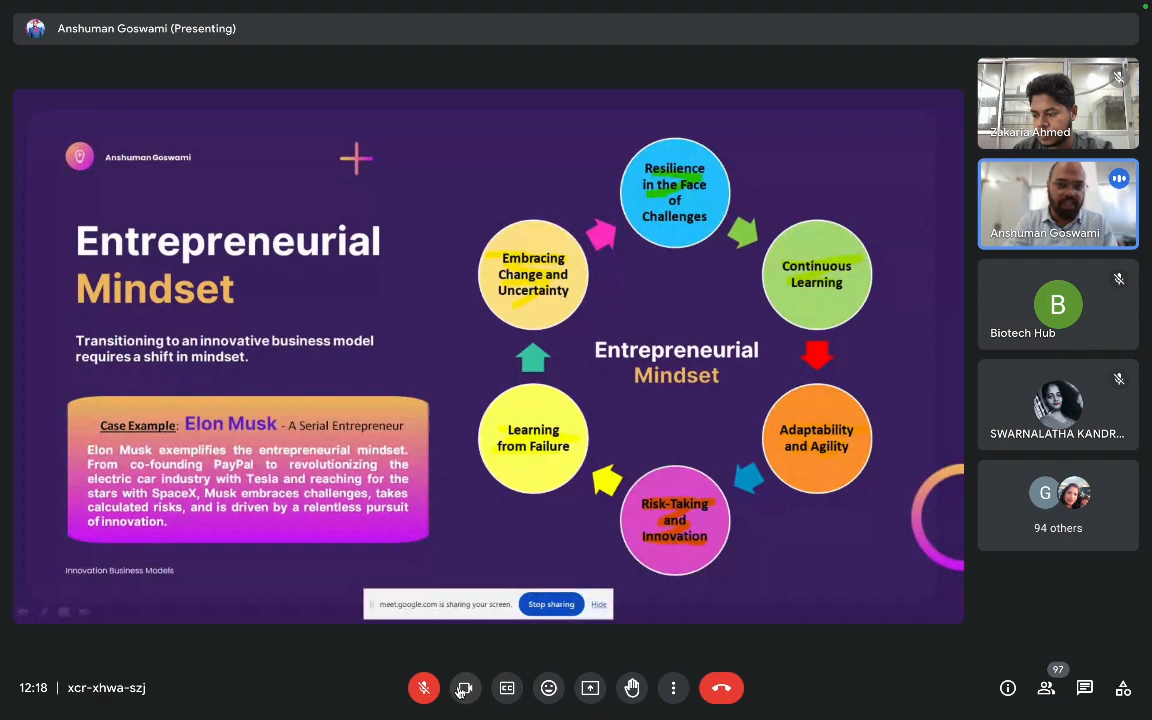 Anshuman Goswami (Presenting)
Anshuman Goswami
Entrepreneurial
Mindset
Transitioning to an innovative business model
requires a shift in mindset.
Case Example: Elon Musk - A Serial Entrepreneur
Elon Musk exemplifies the entrepreneurial mindset.
From co-founding PayPal to revolutionizing the
electric car industry with Tesla and reaching for the
stars with SpaceX, Musk embraces challenges, takes
calculated risks, and is driven by a relentless pursuit
of innovation.
Innovation Business Models
Resilience
in the Face
of
Challenges
Continuous
Learning
Adaptability
and Agility
Risk-Taking
and
Innovation
Learning
from Failure
Embracing
Change and
Uncertainty
Entrepreneurial
Mindset
meet.google.com is sharing your screen.
Stop sharing
Hide
Zakaria Ahmed
Anshuman Goswami
B
Biotech Hub
SWARNALATHA KANDR...
G
94 others
12:18 | xcr-xhwa-szj
CC
97